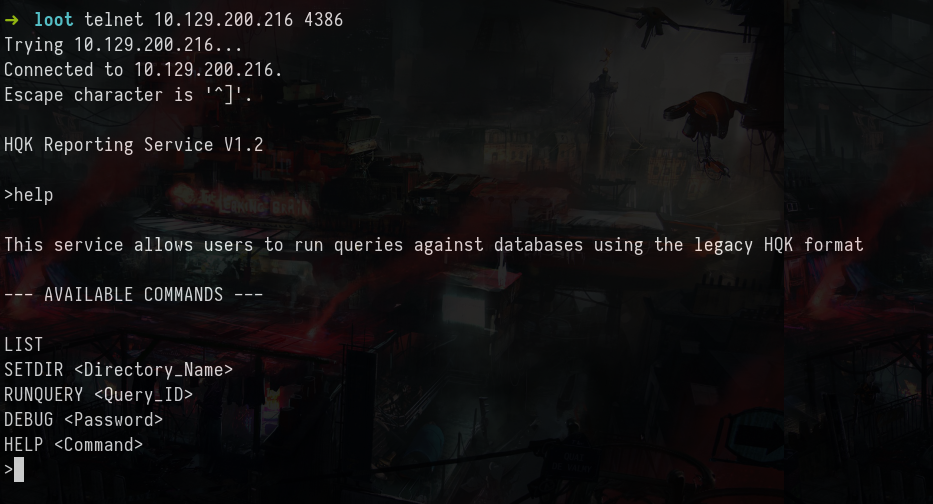 ➜ loot telnet 10.129.200.216 4386
Trying 10.129.200.216...
Connected to 10.129.200.216.
Escape character is '^]'.
HQK Reporting Service V1.2
>help
This service allows users to run queries against databases using the legacy HQK format
--- AVAILABLE COMMANDS ---
LIST
SETDIR <Directory_Name>
RUNQUERY <Query_ID>
DEBUG <Password>
HELP <Command>
>